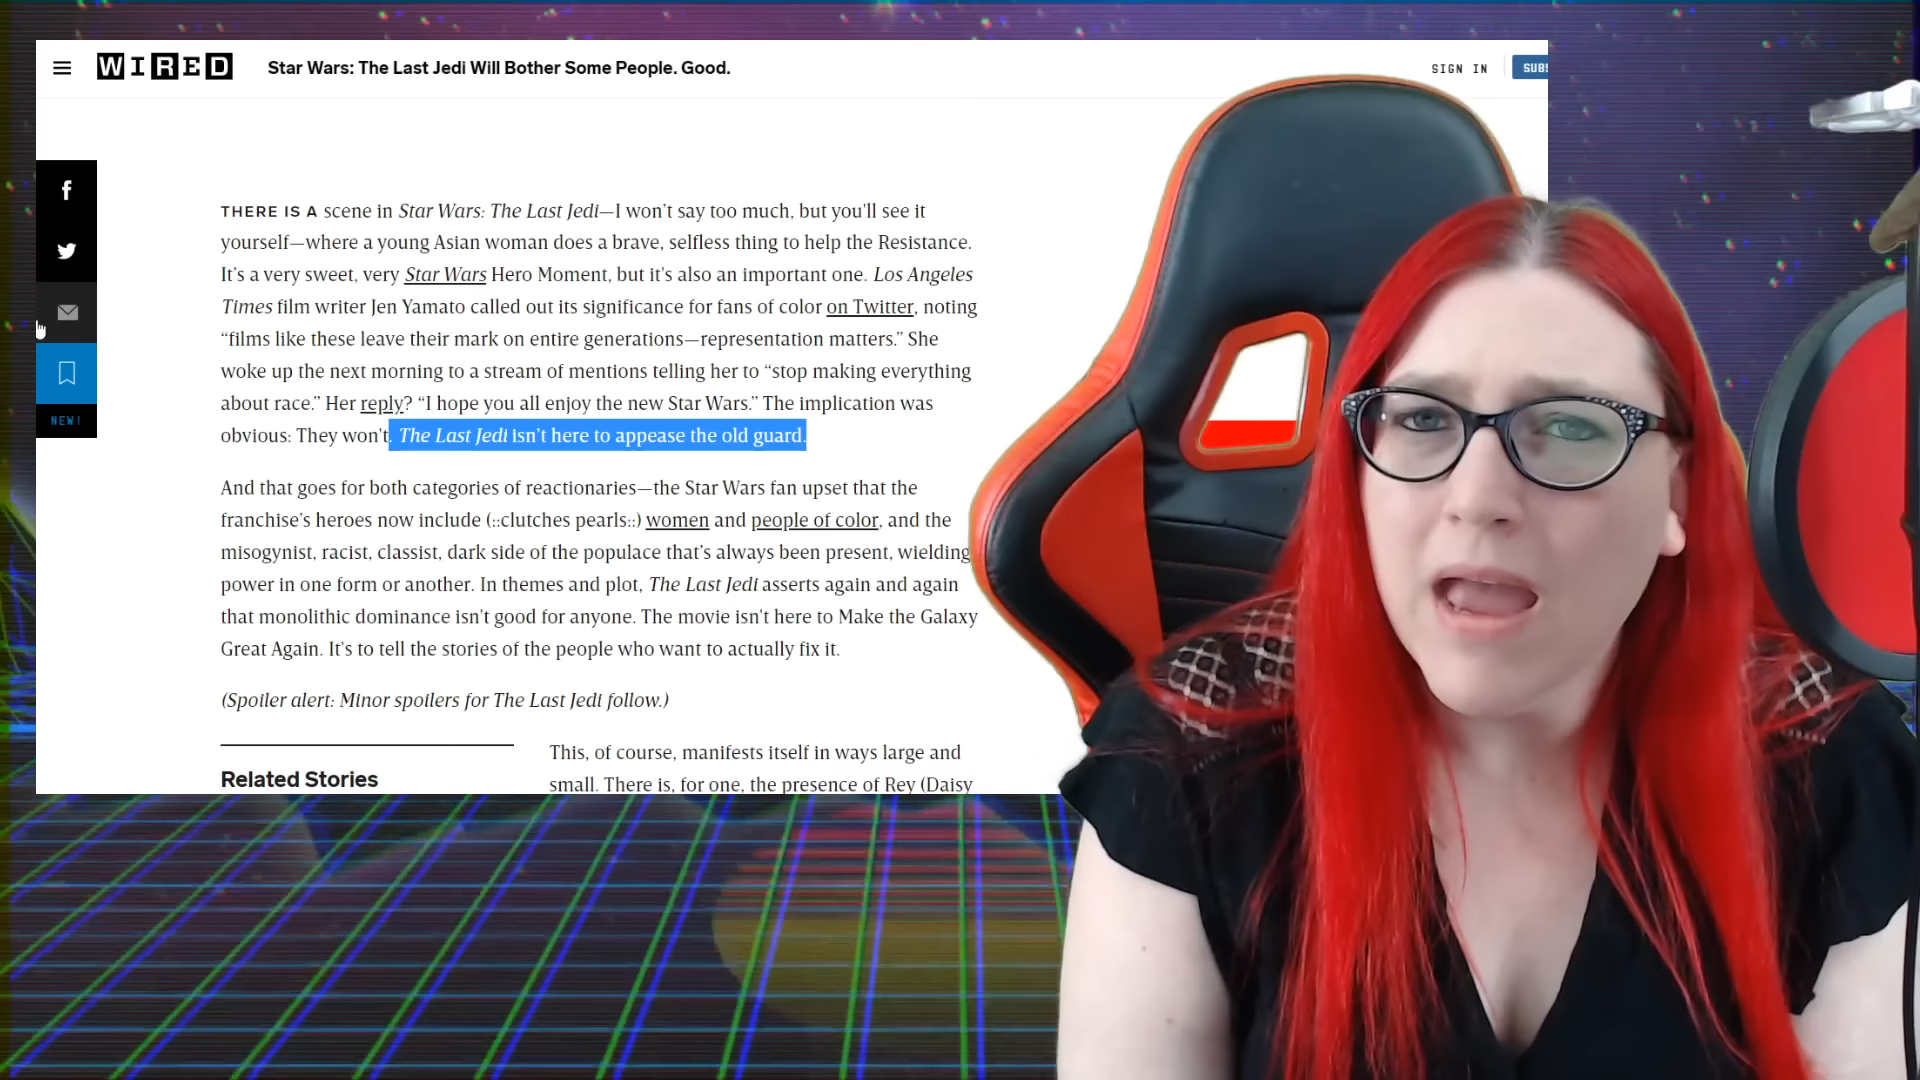 WIRED
Star Wars: The Last Jedi Will Bother Some People. Good.
SIGN IN
SUBS
THERE IS A scene in Star Wars: The Last Jedi—I won't say too much, but you'll see it
yourself—where a young Asian woman does a brave, selfless thing to help the Resistance.
It's a very sweet, very Star Wars Hero Moment, but it's also an important one. Los Angeles
Times film writer Jen Yamato called out its significance for fans of color on Twitter, noting
“films like these leave their mark on entire generations—representation matters.” She
woke up the next morning to a stream of mentions telling her to “stop making everything
about race.” Her reply? “I hope you all enjoy the new Star Wars.” The implication was
obvious: They won't. The Last Jedi isn't here to appease the old guard.
NEW!
And that goes for both categories of reactionaries—the Star Wars fan upset that the
franchise's heroes now include (::clutches pearls::) women and people of color, and the
misogynist, racist, classist, dark side of the populace that's always been present, wielding
power in one form or another. In themes and plot, The Last Jedi asserts again and again
that monolithic dominance isn't good for anyone. The movie isn't here to Make the Galaxy
Great Again. It's to tell the stories of the people who want to actually fix it.
(Spoiler alert: Minor spoilers for The Last Jedi follow.)
Related Stories
This, of course, manifests itself in ways large and
small. There is, for one, the presence of Rey (Daisy